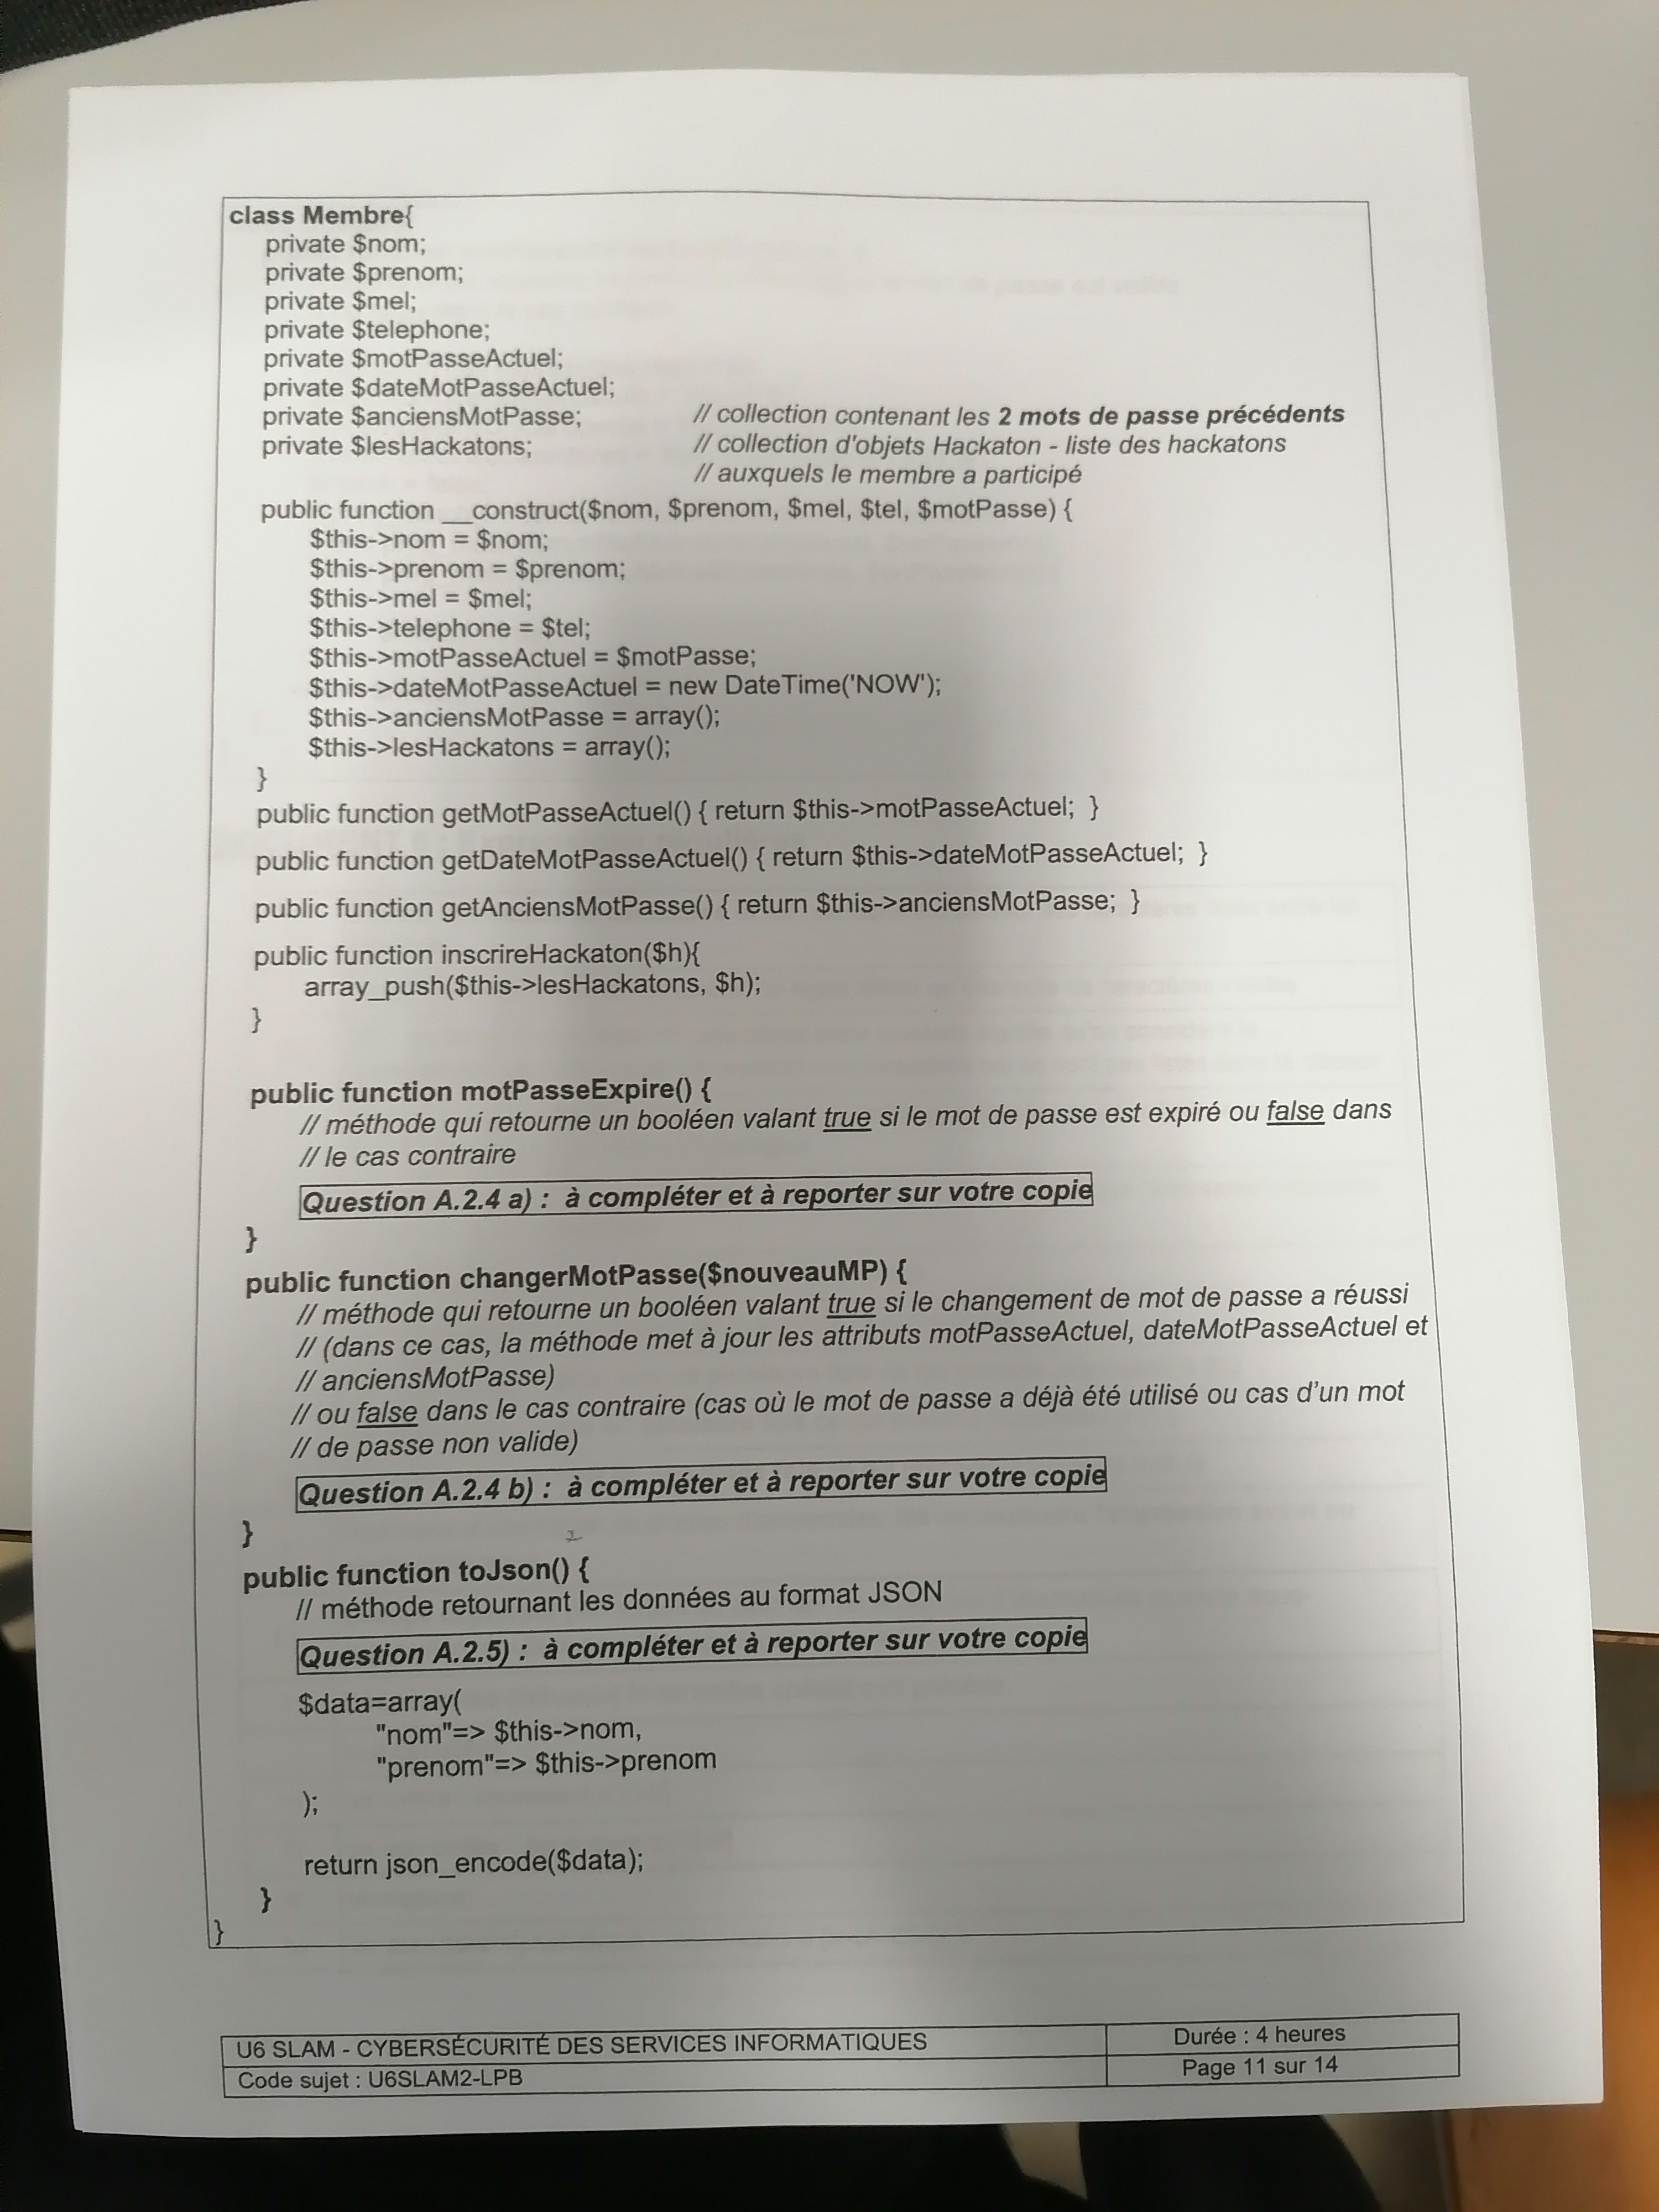 class Membre{
private $nom;
private $prenom;
private $mel;
private $telephone;
private $motPasseActuel;
private $dateMotPasseActuel;
private $anciensMotPasse; // collection contenant les 2 mots de passe précédents
private $lesHackatons; // collection d'objets Hackaton - liste des hackatons
// auxquels le membre a participé
public function __construct($nom, $prenom, $mel, $tel, $motPasse) {
$this->nom = $nom;
$this->prenom = $prenom;
$this->mel = $mel;
$this->telephone = $tel;
$this->motPasseActuel = $motPasse;
$this->dateMotPasseActuel = new DateTime('NOW');
$this->anciensMotPasse = array();
$this->lesHackatons = array();
}
public function getMotPasseActuel() { return $this->motPasseActuel; }
public function getDateMotPasseActuel() { return $this->dateMotPasseActuel; }
public function getAnciensMotPasse() { return $this->anciensMotPasse; }
public function inscrireHackaton($h){
array_push($this->lesHackatons, $h);
}
public function motPasseExpire() {
// méthode qui retourne un booléen valant true si le mot de passe est expiré ou false dans
// le cas contraire
Question A.2.4 a) : à compléter et à reporter sur votre copie
}
public function changerMotPasse($nouveauMP) {
// méthode qui retourne un booléen valant true si le changement de mot de passe a réussi
// (dans ce cas, la méthode met à jour les attributs motPasseActuel, dateMotPasseActuel et
// anciensMotPasse)
// ou false dans le cas contraire (cas où le mot de passe a déjà été utilisé ou cas d'un mot
// de passe non valide)
Question A.2.4 b) : à compléter et à reporter sur votre copie
}
public function toJson() {
// méthode retournant les données au format JSON
Question A.2.5) : à compléter et à reporter sur votre copie
$data=array(
"nom"=> $this->nom,
"prenom"=> $this->prenom
);
return json_encode($data);
}
}
U6 SLAM - CYBERSÉCURITÉ DES SERVICES INFORMATIQUES Durée : 4 heures
Code sujet : U6SLAM2-LPB Page 11 sur 14